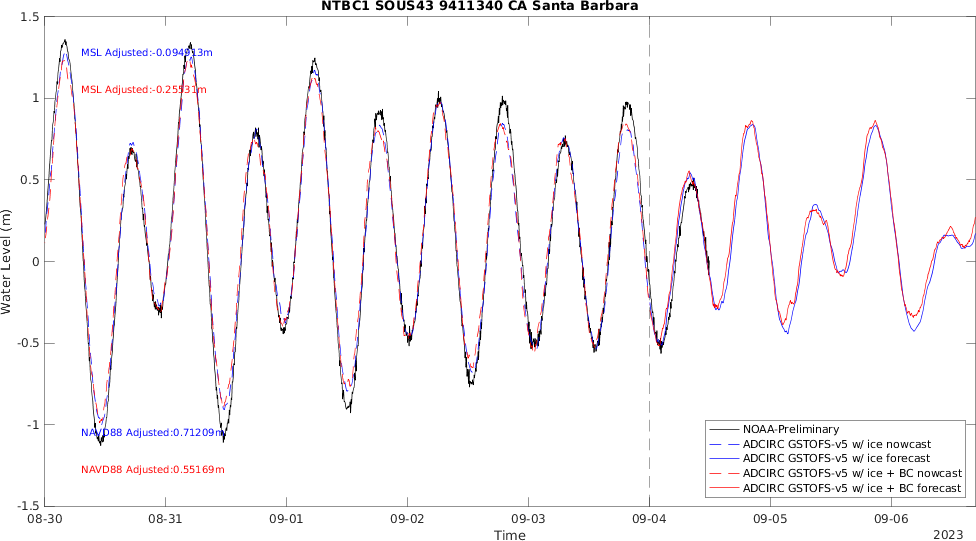 NTBC1 SOUS43 9411340 CA Santa Barbara
1.5
1
0.5
0
-0.5
-1
-1.5
Water Level (m)
MSL Adjusted:-0.094913m
MSL Adjusted:-0.25531m
NAVD88 Adjusted:0.71209m
NAVD88 Adjusted:0.55169m
NOAA-Preliminary
ADCIRC GSTOFS-v5 w/ ice nowcast
ADCIRC GSTOFS-v5 w/ ice forecast
ADCIRC GSTOFS-v5 w/ ice + BC nowcast
ADCIRC GSTOFS-v5 w/ ice + BC forecast
08-30 08-31 09-01 09-02 09-03 09-04 09-05 09-06
Time
2023